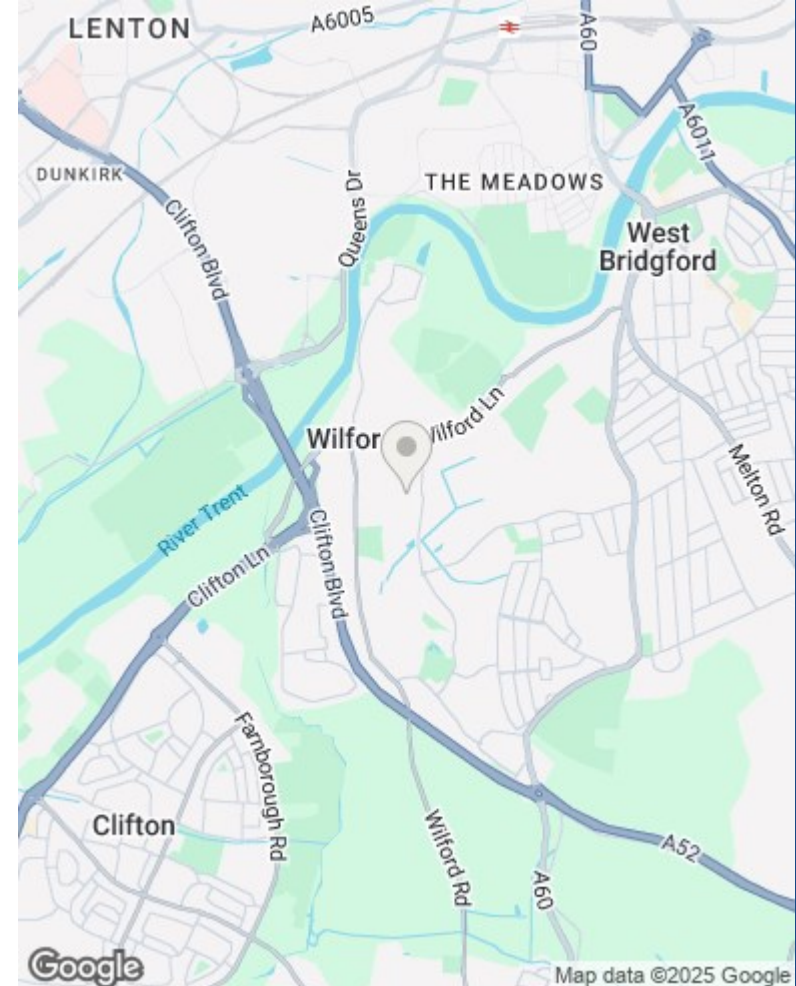 LENTON
A6005
A60
A6011
DUNKIRK
Clifton Blvd
Queens Dr
THE MEADOWS
West
Bridgford
Wilfor
Wilford Ln
Melton Rd
River Trent
Clifton Ln
Clifton Blvd
Farnborough Rd
Clifton
Wilford Rd
A60
A52
Google
Map data ©2025 Google